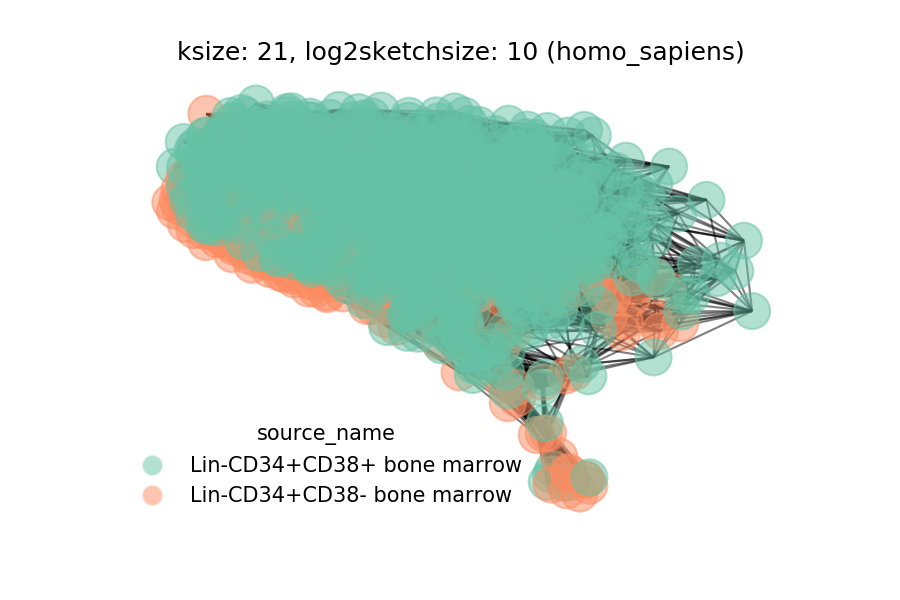 ksize: 21, log2sketchsize: 10 (homo_sapiens)
source_name
Lin-CD34+CD38+ bone marrow
Lin-CD34+CD38- bone marrow